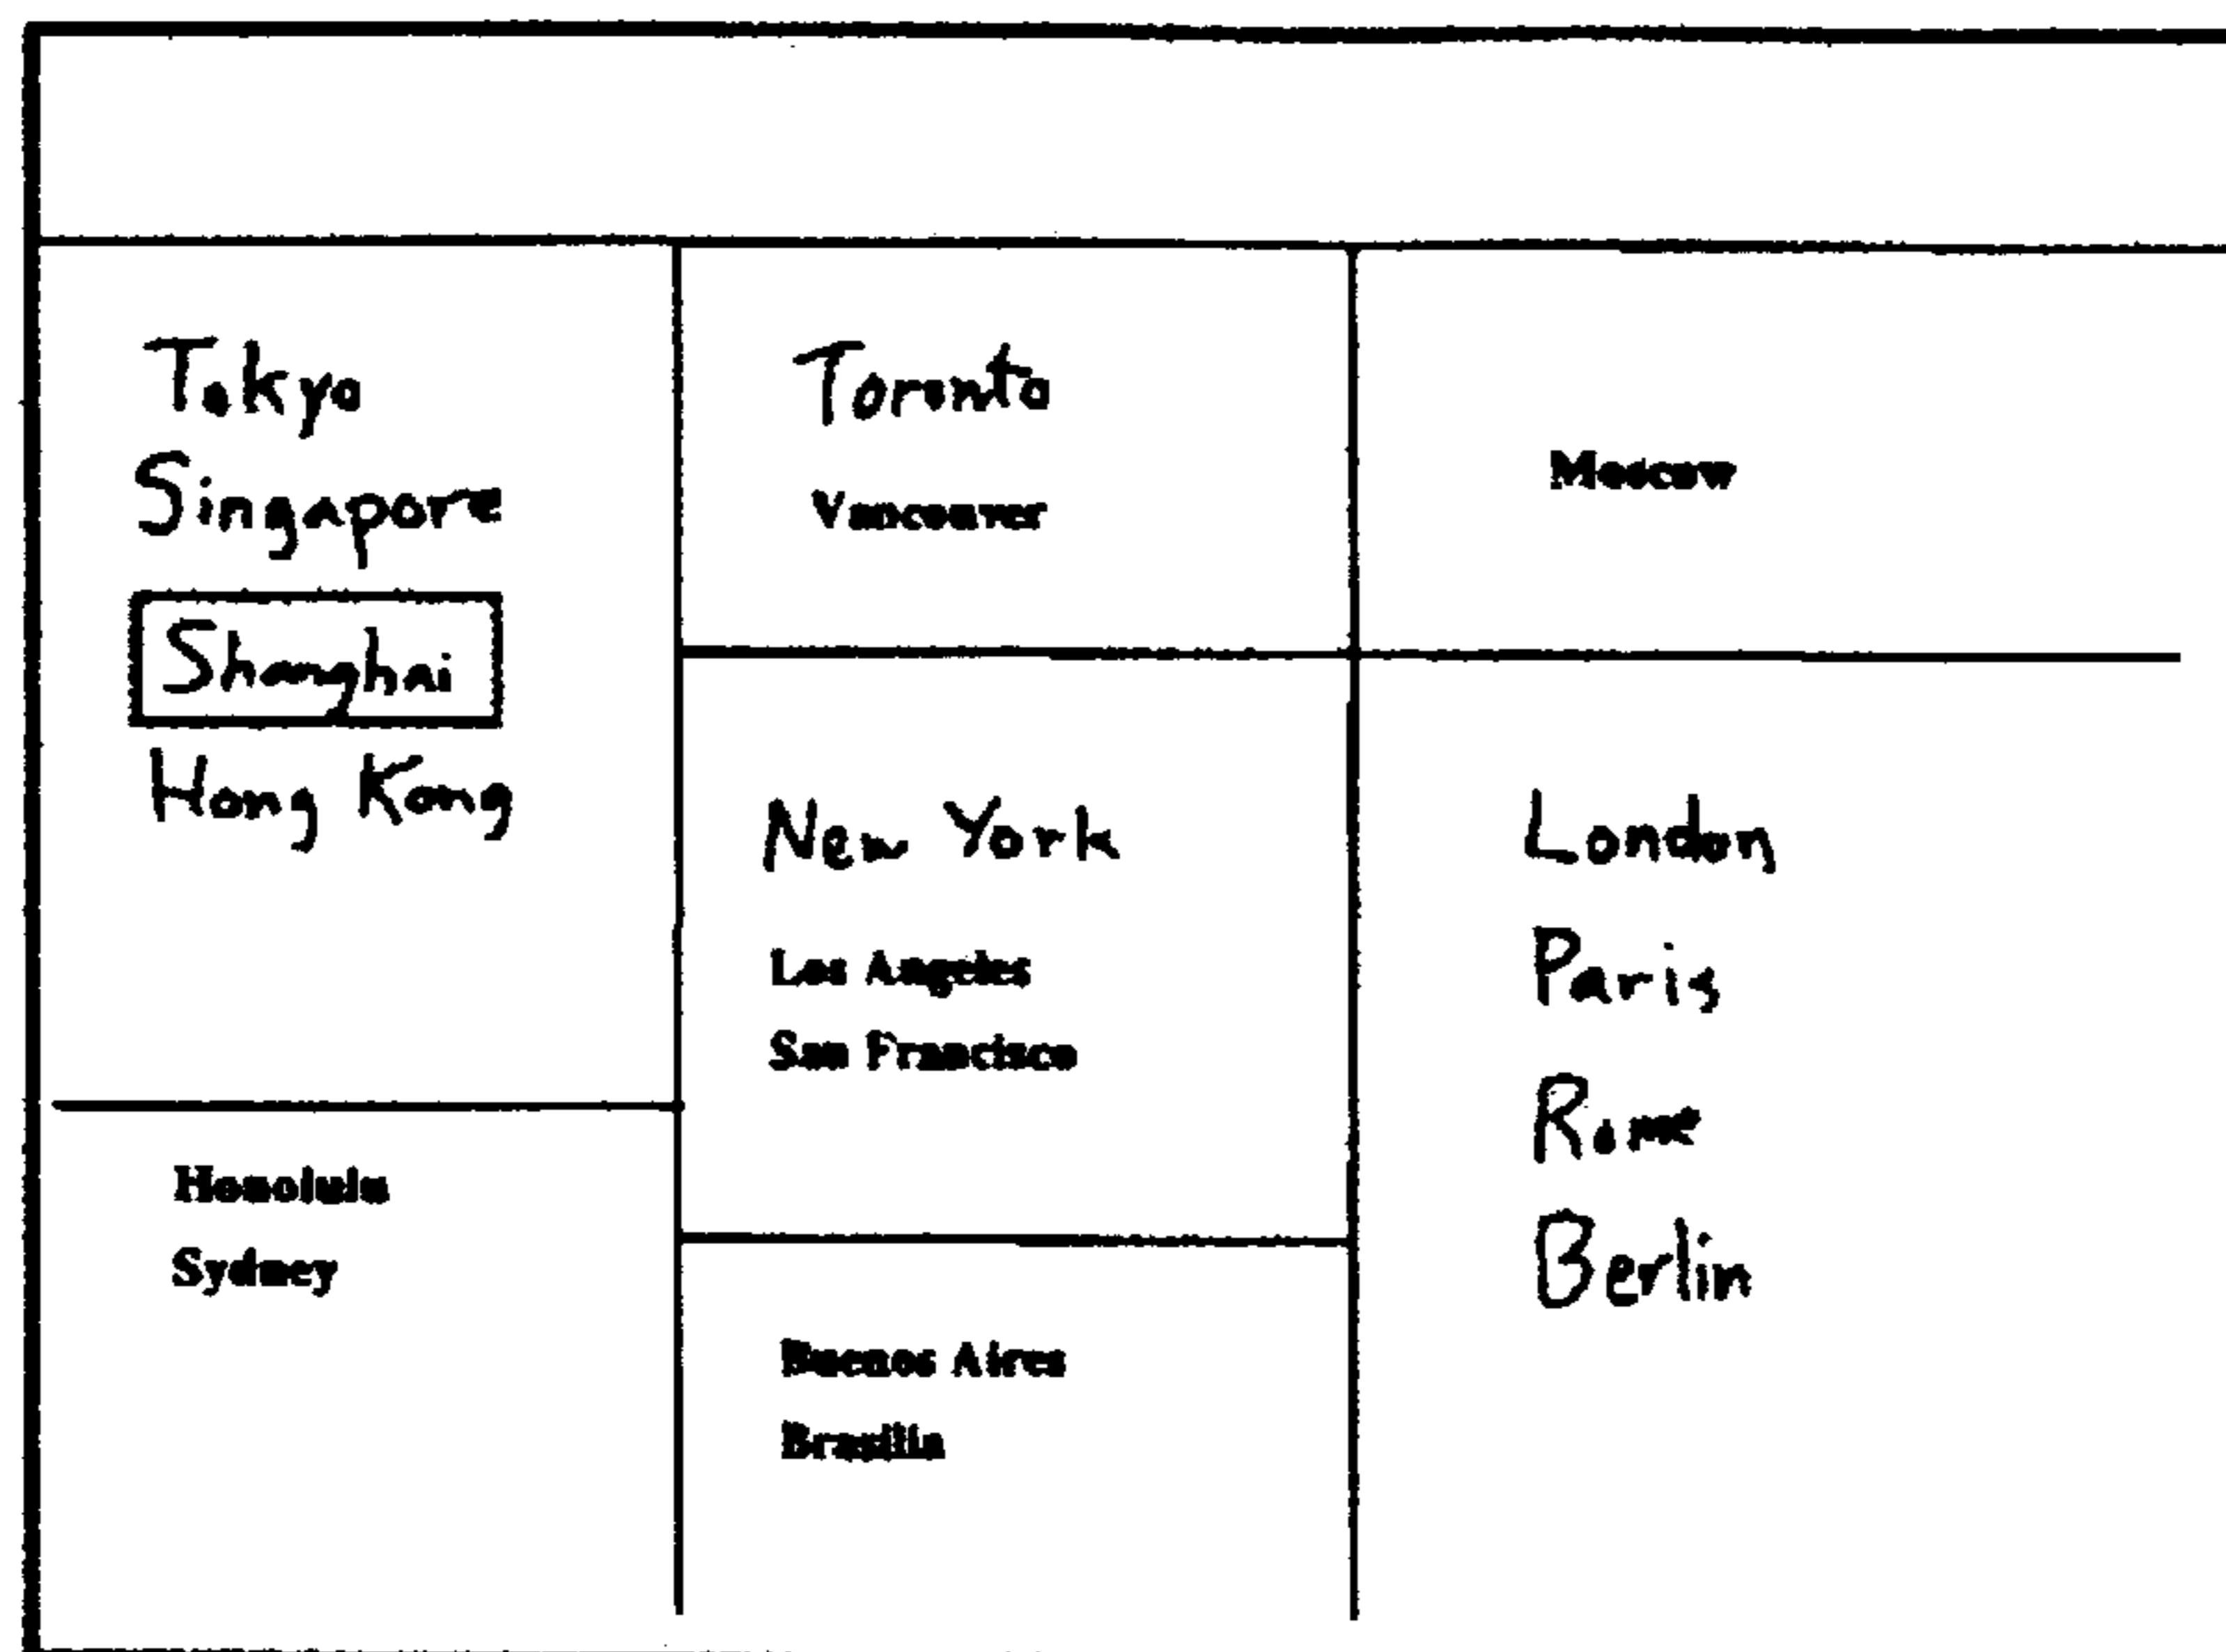 Tokyo
Singapore
Shanghai
Hong Kong
Honolulu
Sydney
Toronto
Vancouver
New York
Los Angeles
San Francisco
Buenos Aires
Brasilia
Moscow
London
Paris
Rome
Berlin